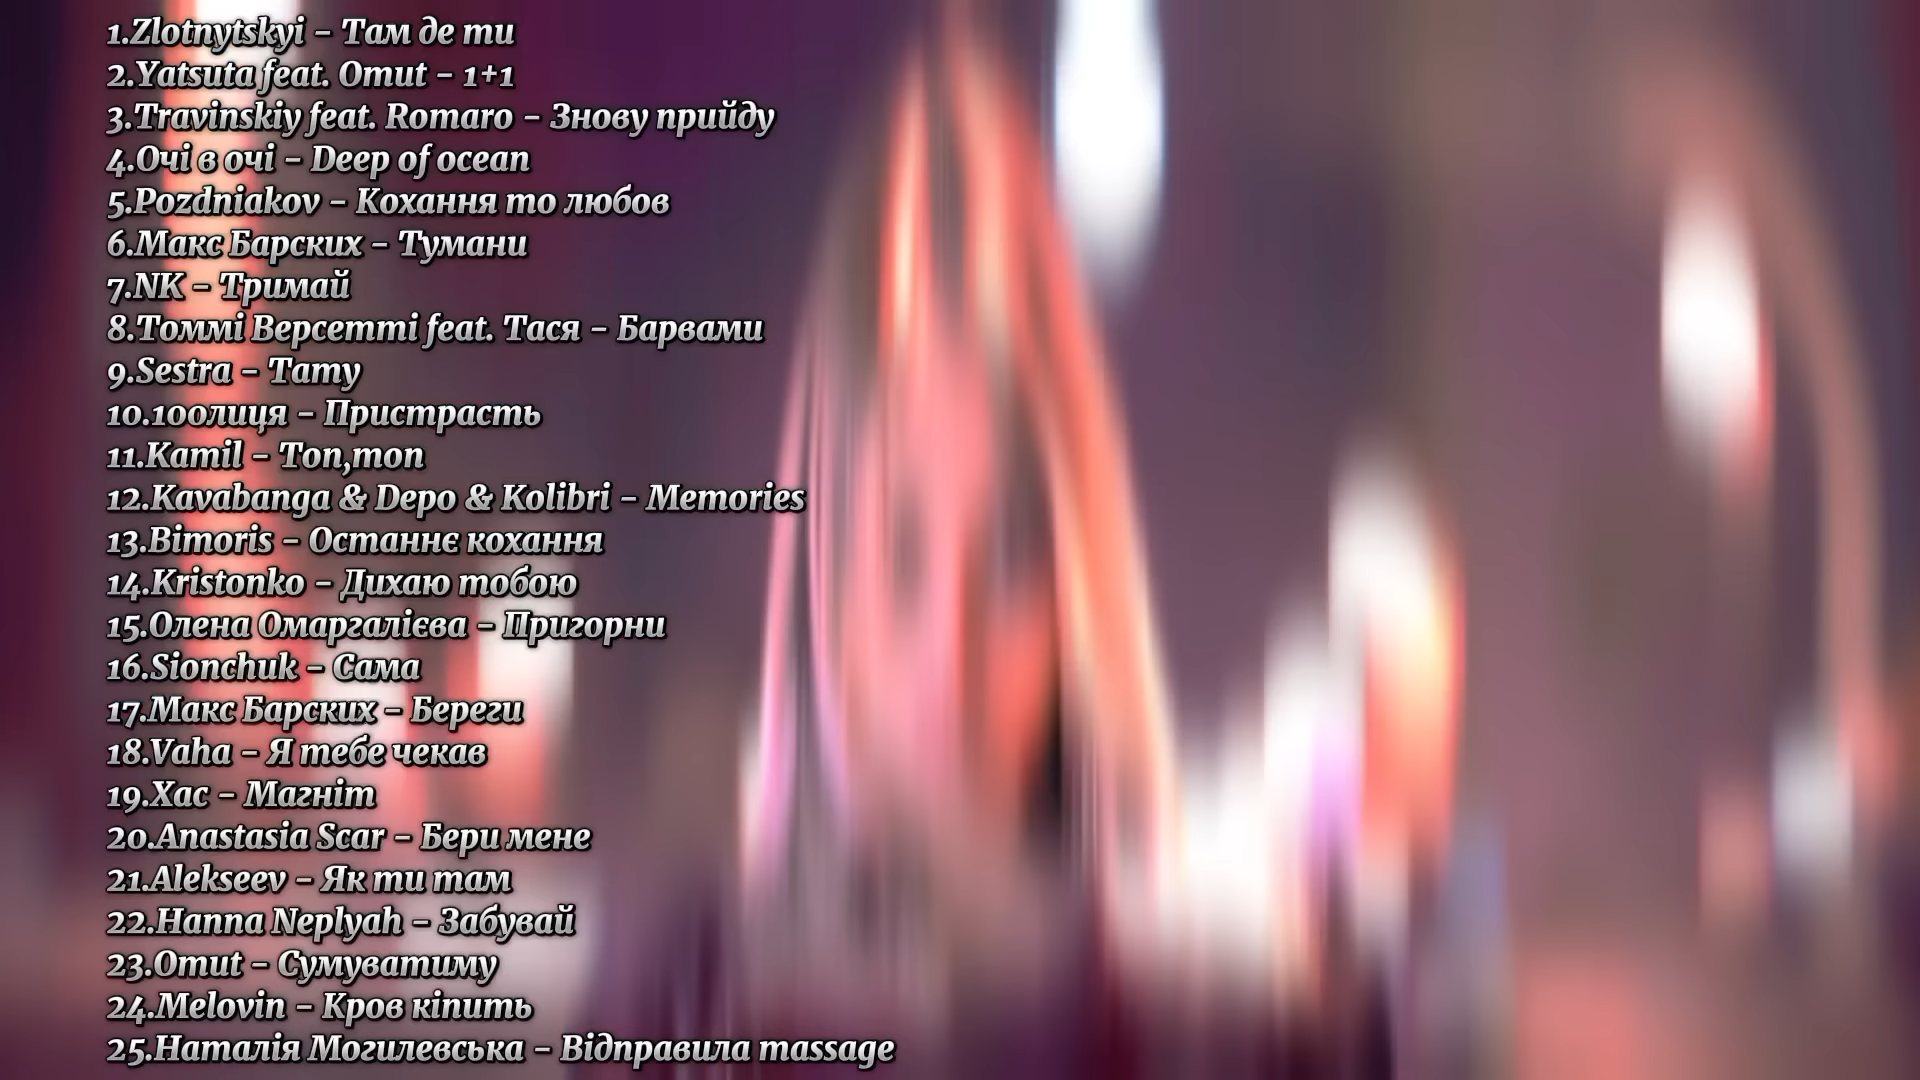 1.Zlotnytskyi - Там де ти
2.Yatsuta feat. Omut - 1+1
3.Travinskiy feat. Romaro - Знову прийду
4.Очі в очі - Deep of ocean
5.Pozdniakov - Кохання то любов
6.Макс Барских - Тумани
7.NK - Тримай
8.Томмі Версетті feat. Тася - Барвами
9.Sestra - Тату
10.100лиця - Пристрасть
11.Kamil - Топ,топ
12.Kavabanga & Depo & Kolibri - Memories
13.Bimoris - Останнє кохання
14.Kristonko - Дихаю тобою
15.Олена Омаргалієва - Пригорни
16.Sionchuk - Сама
17.Макс Барских - Береги
18.Vaha - Я тебе чекав
19.Хас - Магніт
20.Anastasia Scar - Бери мене
21.Alekseev - Як ти там
22.Hanna Neplyah - Забувай
23.Omut - Сумуватиму
24.Melovin - Кров кіпить
25.Наталія Могилевська - Відправила massage